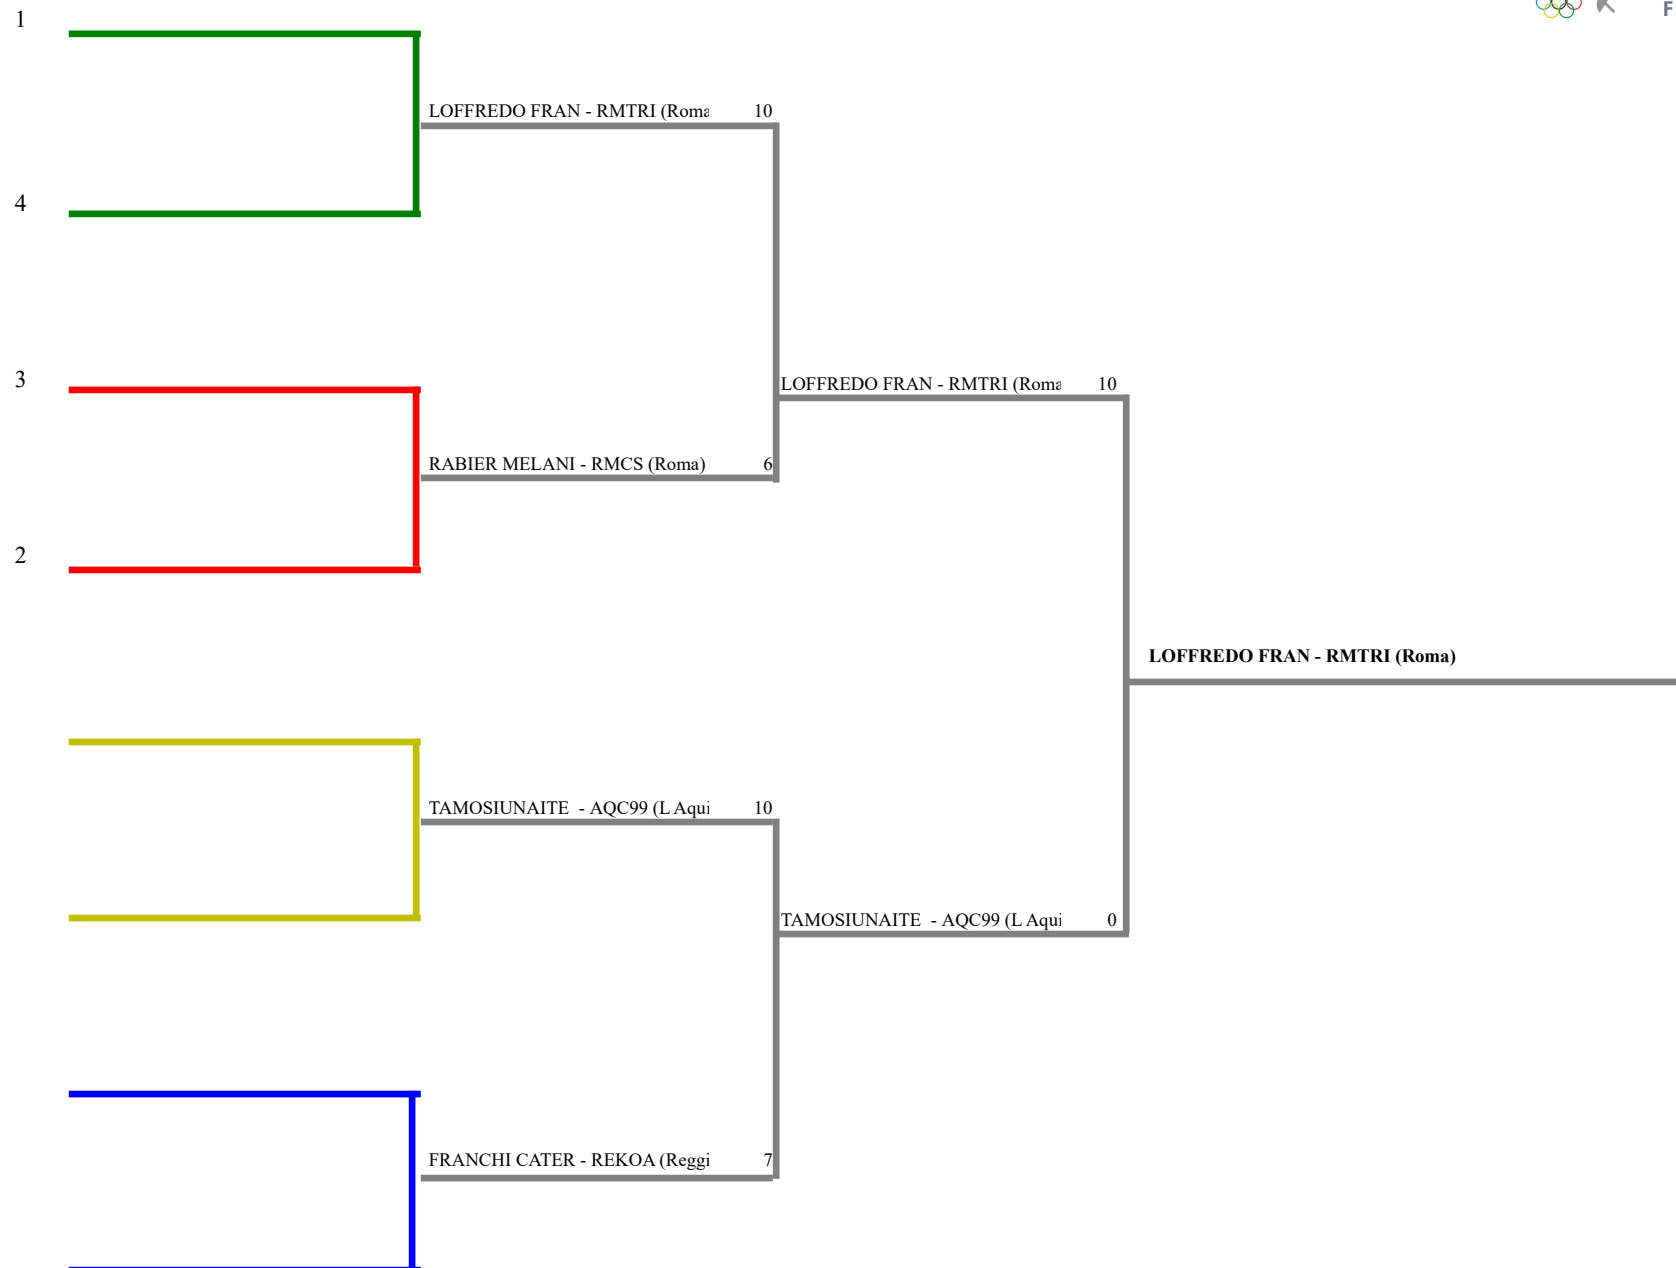 1
F
LOFFREDO FRAN - RMTRI (Roma 10
4
3
LOFFREDO FRAN - RMTRI (Roma 10
RABIER MELANI - RMCS (Roma) 6
2
LOFFREDO FRAN - RMTRI (Roma)
TAMOSIUNAITE - AQC99 (L Aqui 10
TAMOSIUNAITE - AQC99 (L Aqui 0
FRANCHI CATER - REKOA (Reggi 7